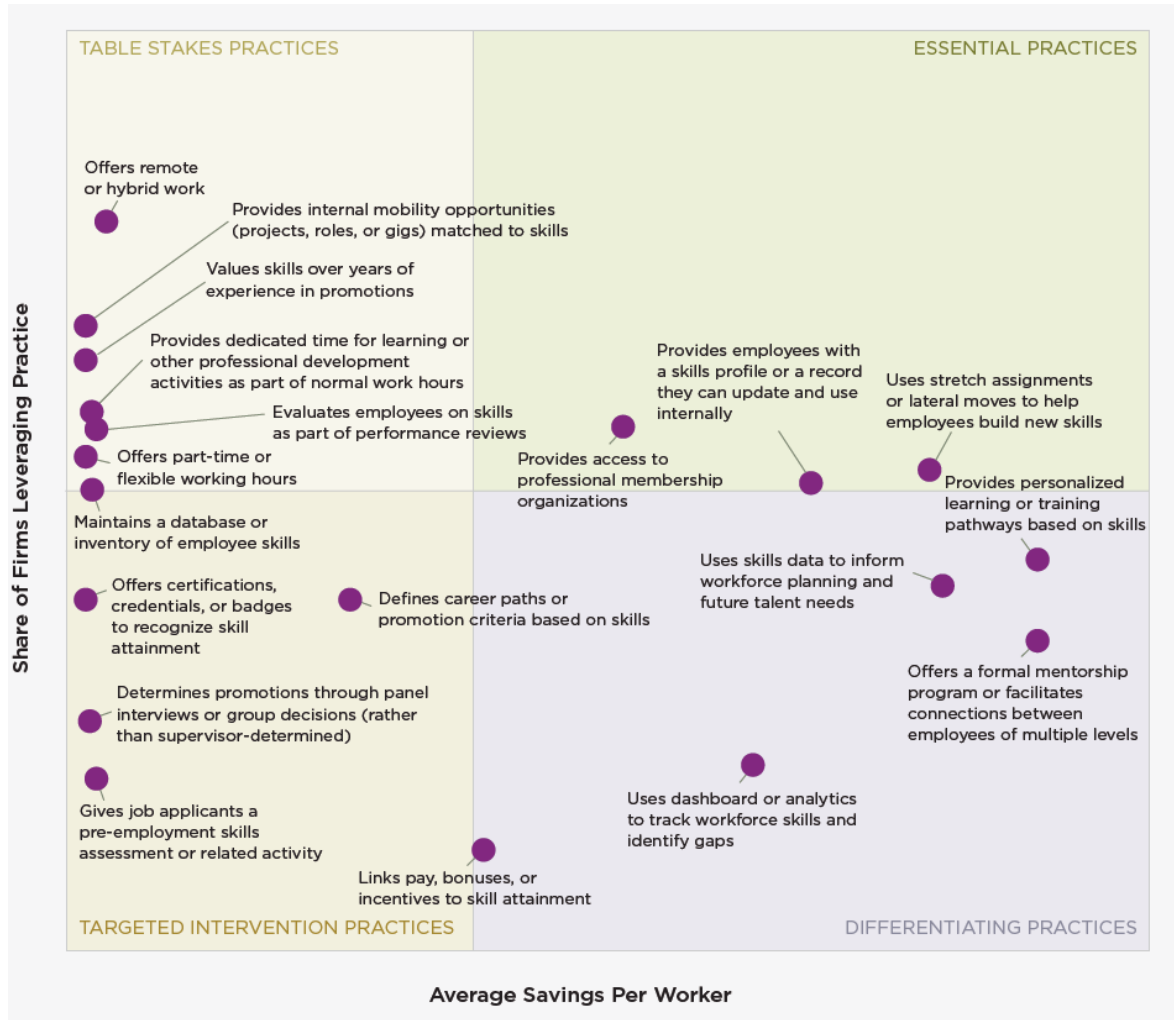 TABLE STAKES PRACTICES
ESSENTIAL PRACTICES
Offers remote
or hybrid work
Provides internal mobility opportunities
(projects, roles, or gigs) matched to skills
Values skills over years of
experience in promotions
Provides dedicated time for learning or
other professional development
activities as part of normal work hours
Evaluates employees on skills
as part of performance reviews
Offers part-time or
flexible working hours
Maintains a database or
inventory of employee skills
Provides access to
professional membership
organizations
Provides employees with
a skills profile or a record
they can update and use
internally
Uses stretch assignments
or lateral moves to help
employees build new skills
Provides personalized
learning or training
pathways based on skills
Offers certifications,
credentials, or badges
to recognize skill
attainment
Defines career paths or
promotion criteria based on skills
Uses skills data to inform
workforce planning and
future talent needs
Offers a formal mentorship
program or facilitates
connections between
employees of multiple levels
Determines promotions through panel
interviews or group decisions (rather
than supervisor-determined)
Gives job applicants a
pre-employment skills
assessment or related activity
Uses dashboard or analytics
to track workforce skills and
identify gaps
Links pay, bonuses, or
incentives to skill attainment
TARGETED INTERVENTION PRACTICES
DIFFERENTIATING PRACTICES
Share of Firms Leveraging Practice
Average Savings Per Worker